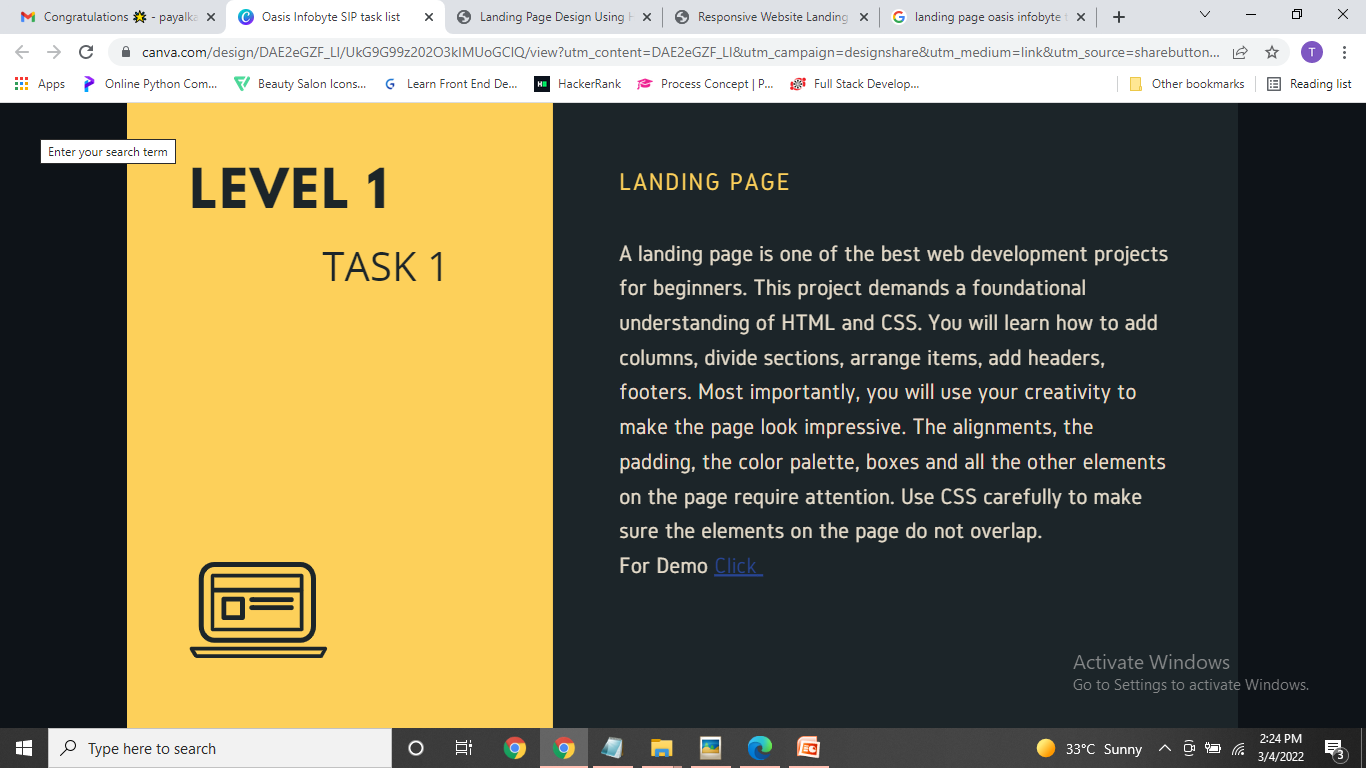 Congratulations - payalka
Oasis Infobyte SIP task list
Landing Page Design Using H
Responsive Website Landing
landing page oasis infobyte t
canva.com/design/DAE2eGZF_LI/UkG9G99z202O3kIMUoGCIQ/view?utm_content=DAE2eGZF_LI&utm_campaign=designshare&utm_medium=link&utm_source=sharebutton...
T
Apps
Online Python Com...
Beauty Salon Icons...
Learn Front End De...
HackerRank
Process Concept | P...
Full Stack Develop...
Other bookmarks
Reading list
Enter your search term
LEVEL 1
TASK 1
LANDING PAGE
A landing page is one of the best web development projects
for beginners. This project demands a foundational
understanding of HTML and CSS. You will learn how to add
columns, divide sections, arrange items, add headers,
footers. Most importantly, you will use your creativity to
make the page look impressive. The alignments, the
padding, the color palette, boxes and all the other elements
on the page require attention. Use CSS carefully to make
sure the elements on the page do not overlap.
For Demo Click
Activate Windows
Go to Settings to activate Windows.
Type here to search
33°C Sunny
2:24 PM
3/4/2022
3